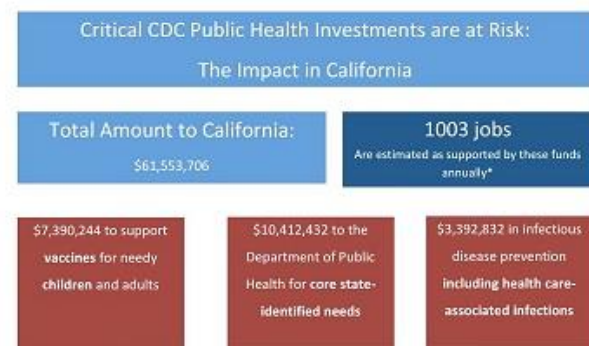 Critical CDC Public Health Investments are at Risk:
The Impact in California
Total Amount to California:
$61,553,706
1003 jobs
Are estimated as supported by these funds
annually*
$7,390,244 to support
vaccines for needy
children and adults
$10,412,432 to the
Department of Public
Health for core state-
identified needs
$3,392,832 in infectious
disease prevention
including health care-
associated infections